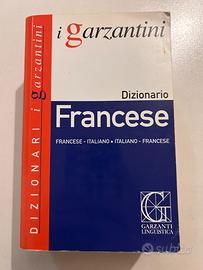 i garzantini
Dizionario
Francese
FRANCESE - ITALIANO • ITALIANO - FRANCESE
GARZANTI
LINGUISTICA
DIZIONARI i garzantini
subito